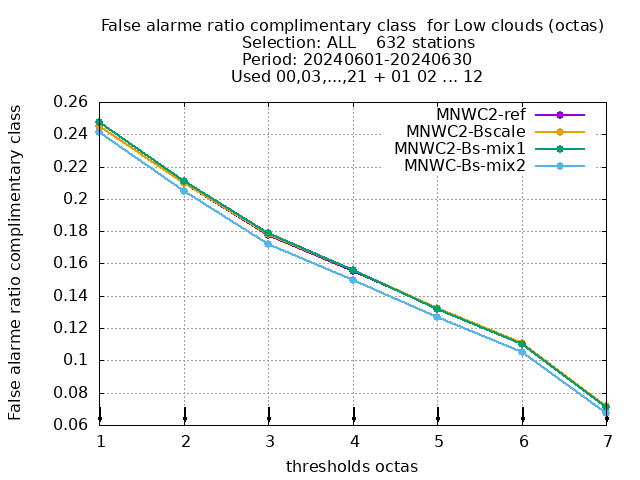 False alarme ratio complimentary class  for Low clouds (octas)
Selection: ALL    632 stations
Period: 20240601-20240630
Used 00,03,...,21 + 01 02 ... 12
False alarme ratio complimentary class
0.26
0.24
0.22
0.2
0.18
0.16
0.14
0.12
0.1
0.08
0.06
MNWC2-ref
MNWC2-Bscale
MNWC2-Bs-mix1
MNWC-Bs-mix2
1 2 3 4 5 6 7
thresholds octas